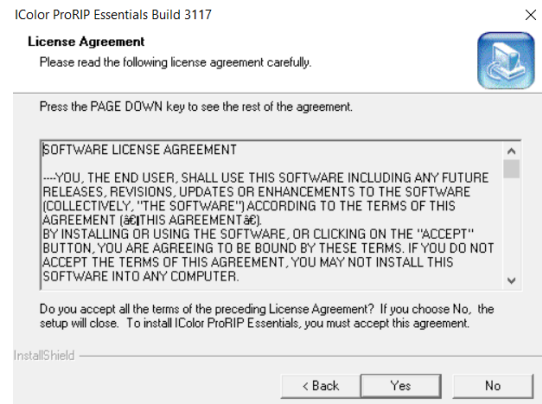 IColor ProRIP Essentials Build 3117
License Agreement
Please read the following license agreement carefully.
Press the PAGE DOWN key to see the rest of the agreement.
SOFTWARE LICENSE AGREEMENT
----YOU, THE END USER, SHALL USE THIS SOFTWARE INCLUDING ANY FUTURE
RELEASES, REVISIONS, UPDATES OR ENHANCEMENTS TO THE SOFTWARE
(COLLECTIVELY, "THE SOFTWARE") ACCORDING TO THE TERMS OF THIS
AGREEMENT (â€¦THIS AGREEMENTâ€).
BY INSTALLING OR USING THE SOFTWARE, OR CLICKING ON THE "ACCEPT"
BUTTON, YOU ARE AGREEING TO BE BOUND BY THESE TERMS. IF YOU DO NOT
ACCEPT THE TERMS OF THIS AGREEMENT, YOU MAY NOT INSTALL THIS
SOFTWARE INTO ANY COMPUTER.
Do you accept all the terms of the preceding License Agreement? If you choose No, the
setup will close. To install IColor ProRIP Essentials, you must accept this agreement.
InstallShield
< Back Yes No